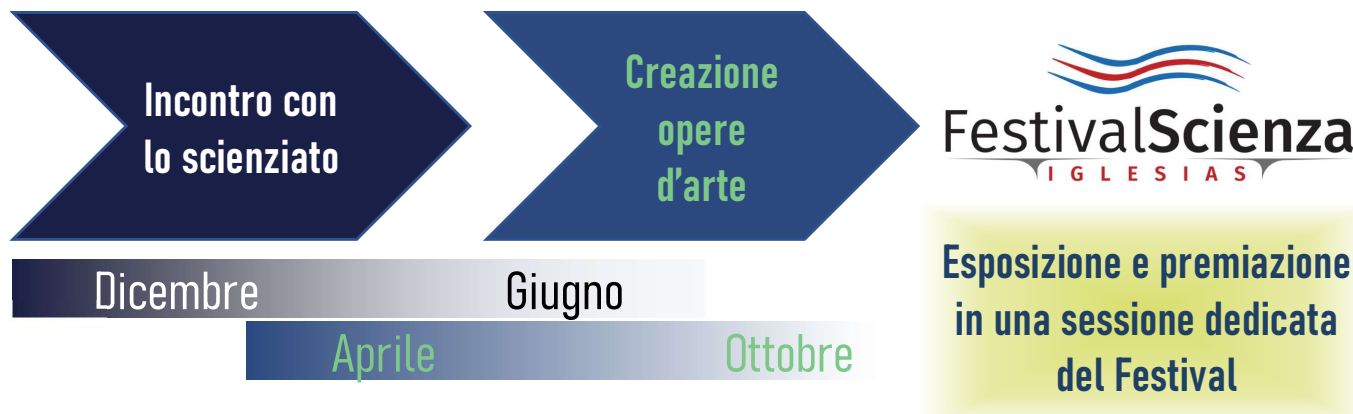 Incontro con
lo scienziato
Creazione
opere
d'arte
FestivalScienza
IGLESIAS
Dicembre
Giugno
Aprile
Ottobre
Esposizione e premiazione
in una sessione dedicata
del Festival